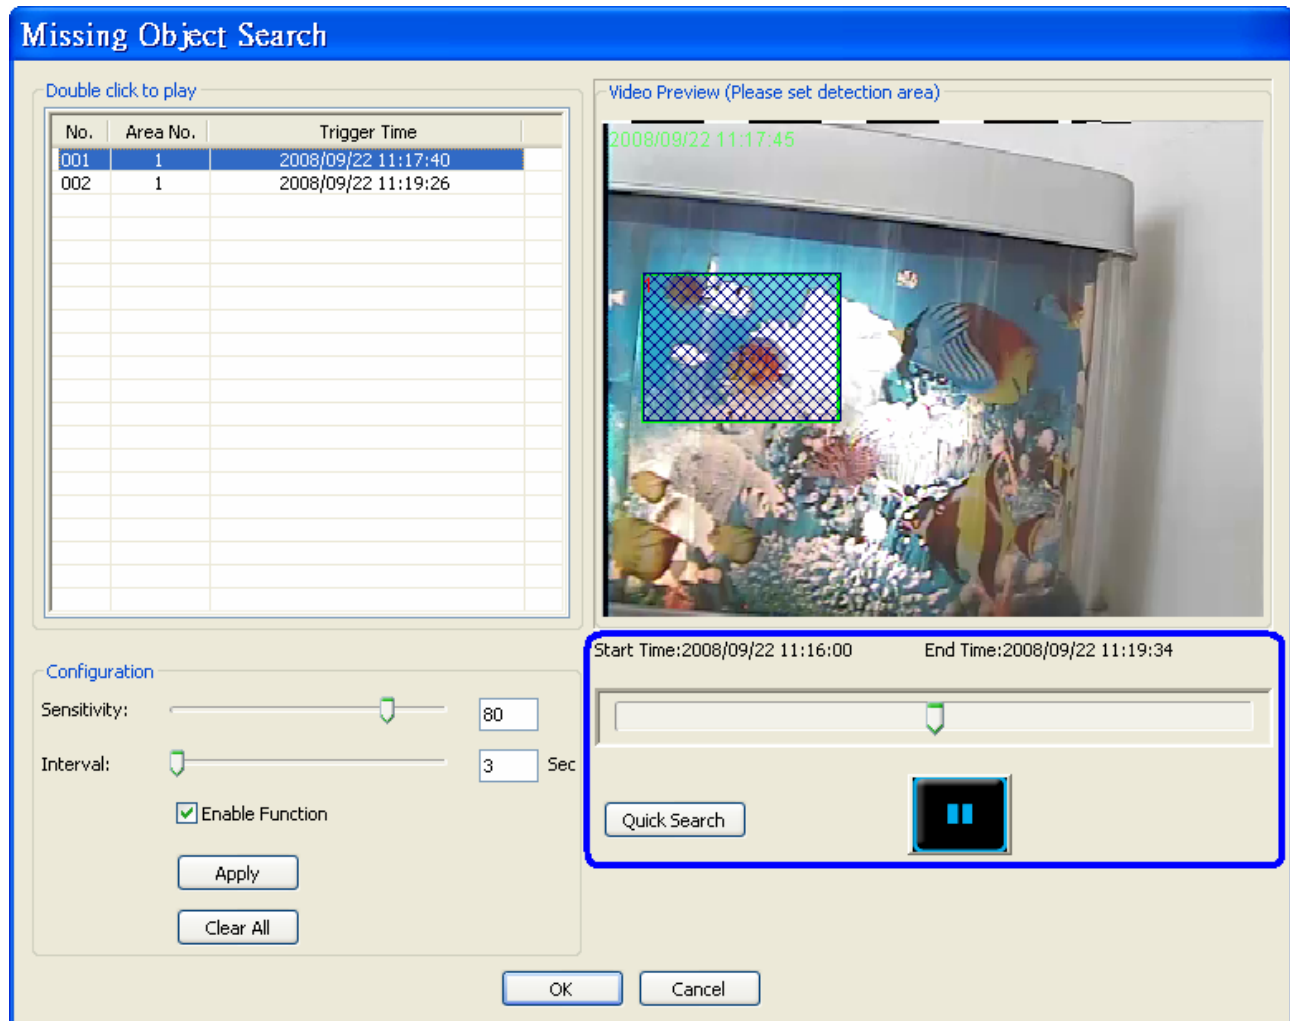 Missing Object Search
Double click to play
No. Area No. Trigger Time
001 1 2008/09/22 11:17:40
002 1 2008/09/22 11:19:26
Video Preview (Please set detection area)
2008/09/22 11:17:45
1
Start Time:2008/09/22 11:16:00 End Time:2008/09/22 11:19:34
Quick Search
Configuration
Sensitivity: 80
Interval: 3 Sec
Enable Function
Apply
Clear All
OK Cancel